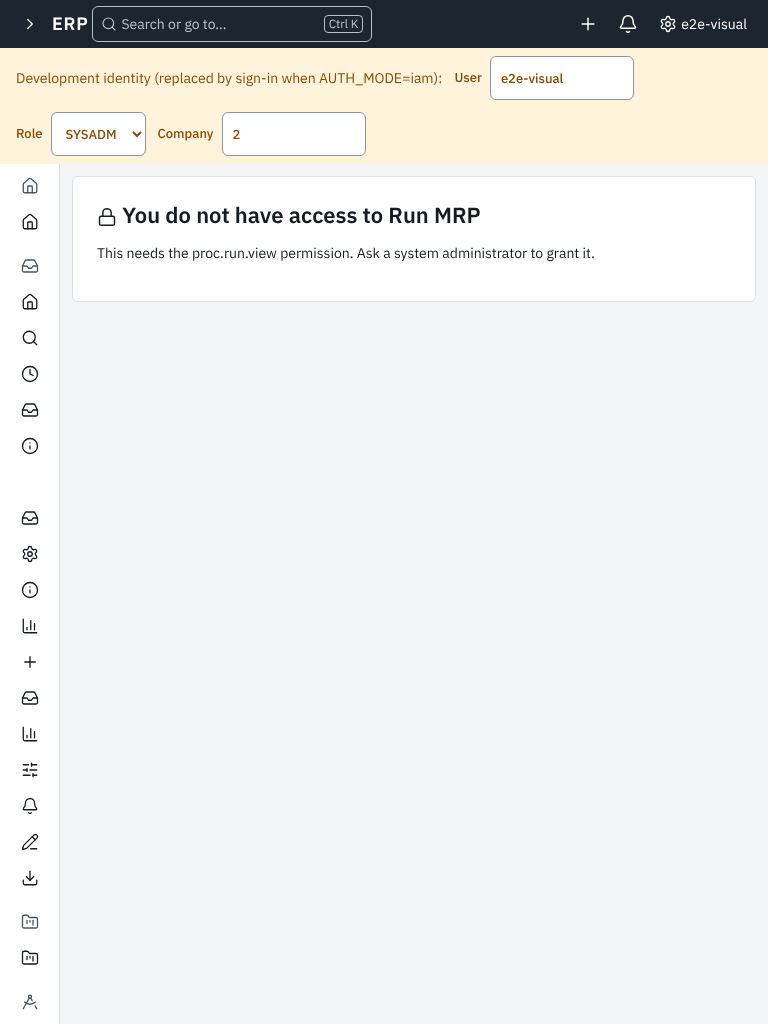 ERP Search or go to... Ctrl K e2e-visual
Development identity (replaced by sign-in when AUTH_MODE=iam): User e2e-visual
Role SYSADM Company 2
You do not have access to Run MRP
This needs the proc.run.view permission. Ask a system administrator to grant it.